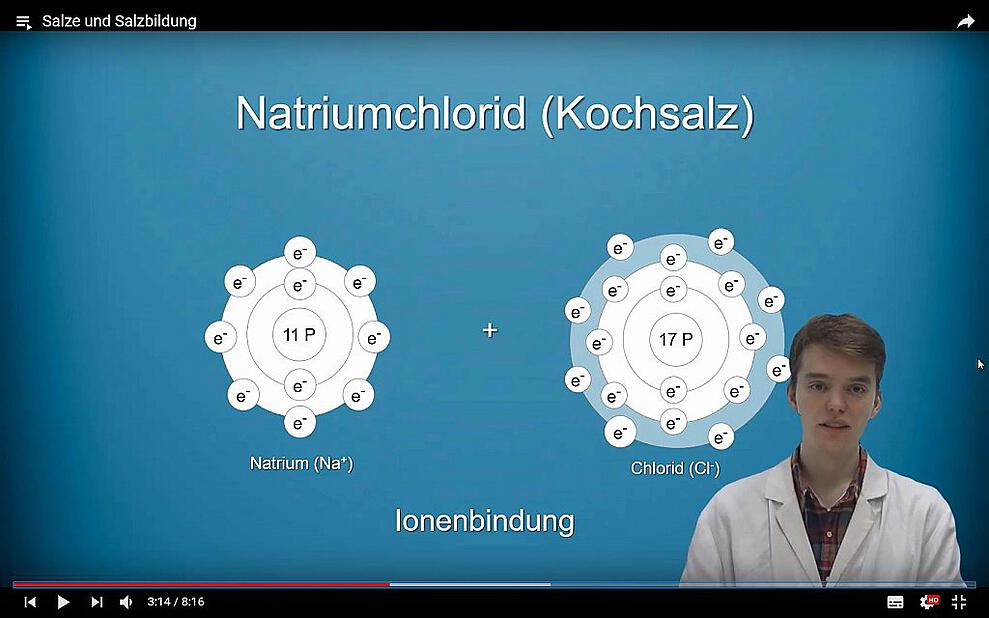 Salze und Salzbildung
Natriumchlorid (Kochsalz)
e⁻ e⁻ e⁻ e⁻ e⁻ e⁻ e⁻ e⁻ e⁻ e⁻
11 P
+
e⁻ e⁻ e⁻ e⁻ e⁻ e⁻ e⁻ e⁻ e⁻ e⁻ e⁻ e⁻ e⁻ e⁻ e⁻ e⁻ e⁻ e⁻
17 P
Natrium (Na⁺)
Chlorid (Cl⁻)
Ionenbindung
3:14 / 8:16
HD